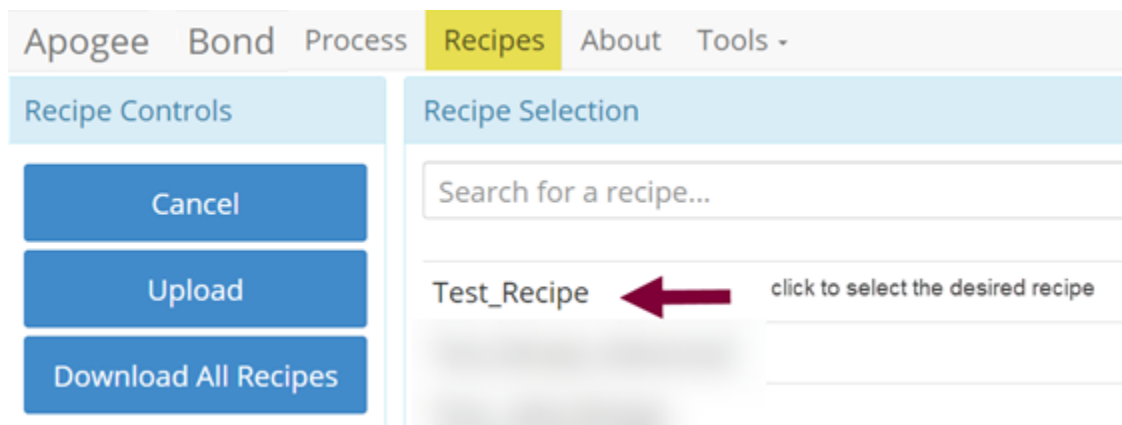 Apogee Bond Process Recipes About Tools
Recipe Controls
Cancel
Upload
Download All Recipes
Recipe Selection
Search for a recipe...
Test_Recipe click to select the desired recipe